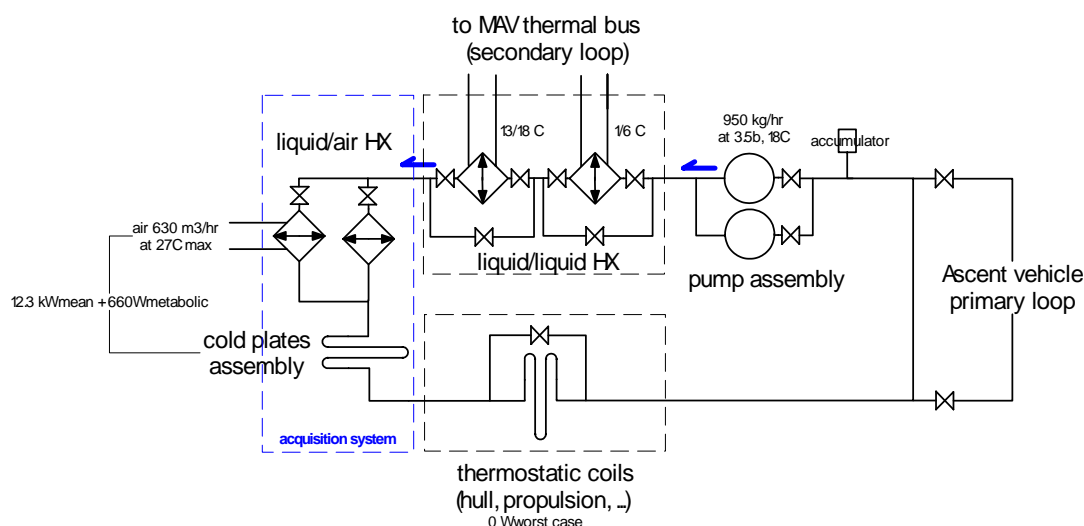 to MAV thermal bus
(secondary loop)
liquid/air HX
13/18 C
1/6 C
950 kg/hr
at 3.5b, 18C
accumulator
air 630 m3/hr
at 27C max
liquid/liquid HX
pump assembly
Ascent vehicle
primary loop
12.3 kWmean + 660Wmetabolic
cold plates
assembly
acquisition system
thermostatic coils
(hull, propulsion, ...)
0 Wworst case